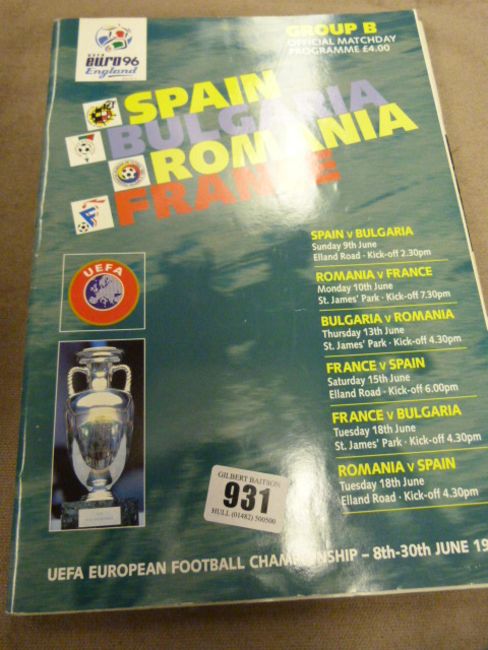 UEFA
euro96
England
GROUP B
OFFICIAL MATCHDAY
PROGRAMME £4.00
SPAIN
BULGARIA
ROMANIA
FRANCE
UEFA
SPAIN v BULGARIA
Sunday 9th June
Elland Road · Kick-off 2.30pm
ROMANIA v FRANCE
Monday 10th June
St. James' Park · Kick-off 7.30pm
BULGARIA v ROMANIA
Thursday 13th June
St. James' Park · Kick-off 4.30pm
FRANCE v SPAIN
Saturday 15th June
Elland Road · Kick-off 6.00pm
FRANCE v BULGARIA
Tuesday 18th June
St. James' Park · Kick-off 4.30pm
ROMANIA v SPAIN
Tuesday 18th June
Elland Road · Kick-off 4.30pm
GILBERT BAITSON
931
HULL (01482) 500500
UEFA EUROPEAN FOOTBALL CHAMPIONSHIP – 8th-30th JUNE 19